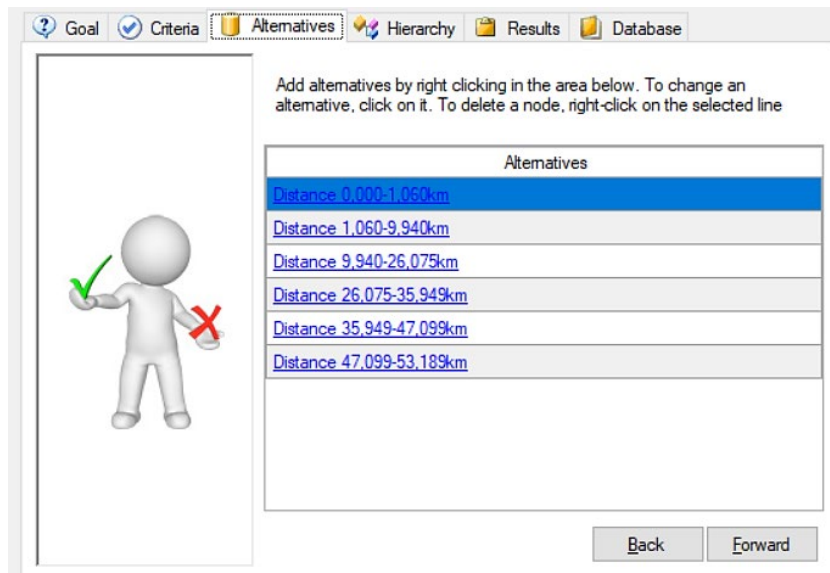 Goal Criteria Alternatives Hierarchy Results Database
Add alternatives by right clicking in the area below. To change an
alternative, click on it. To delete a node, right-click on the selected line
Alternatives
Distance 0,000-1,060km
Distance 1,060-9,940km
Distance 9,940-26,075km
Distance 26,075-35,949km
Distance 35,949-47,099km
Distance 47,099-53,189km
Back Forward